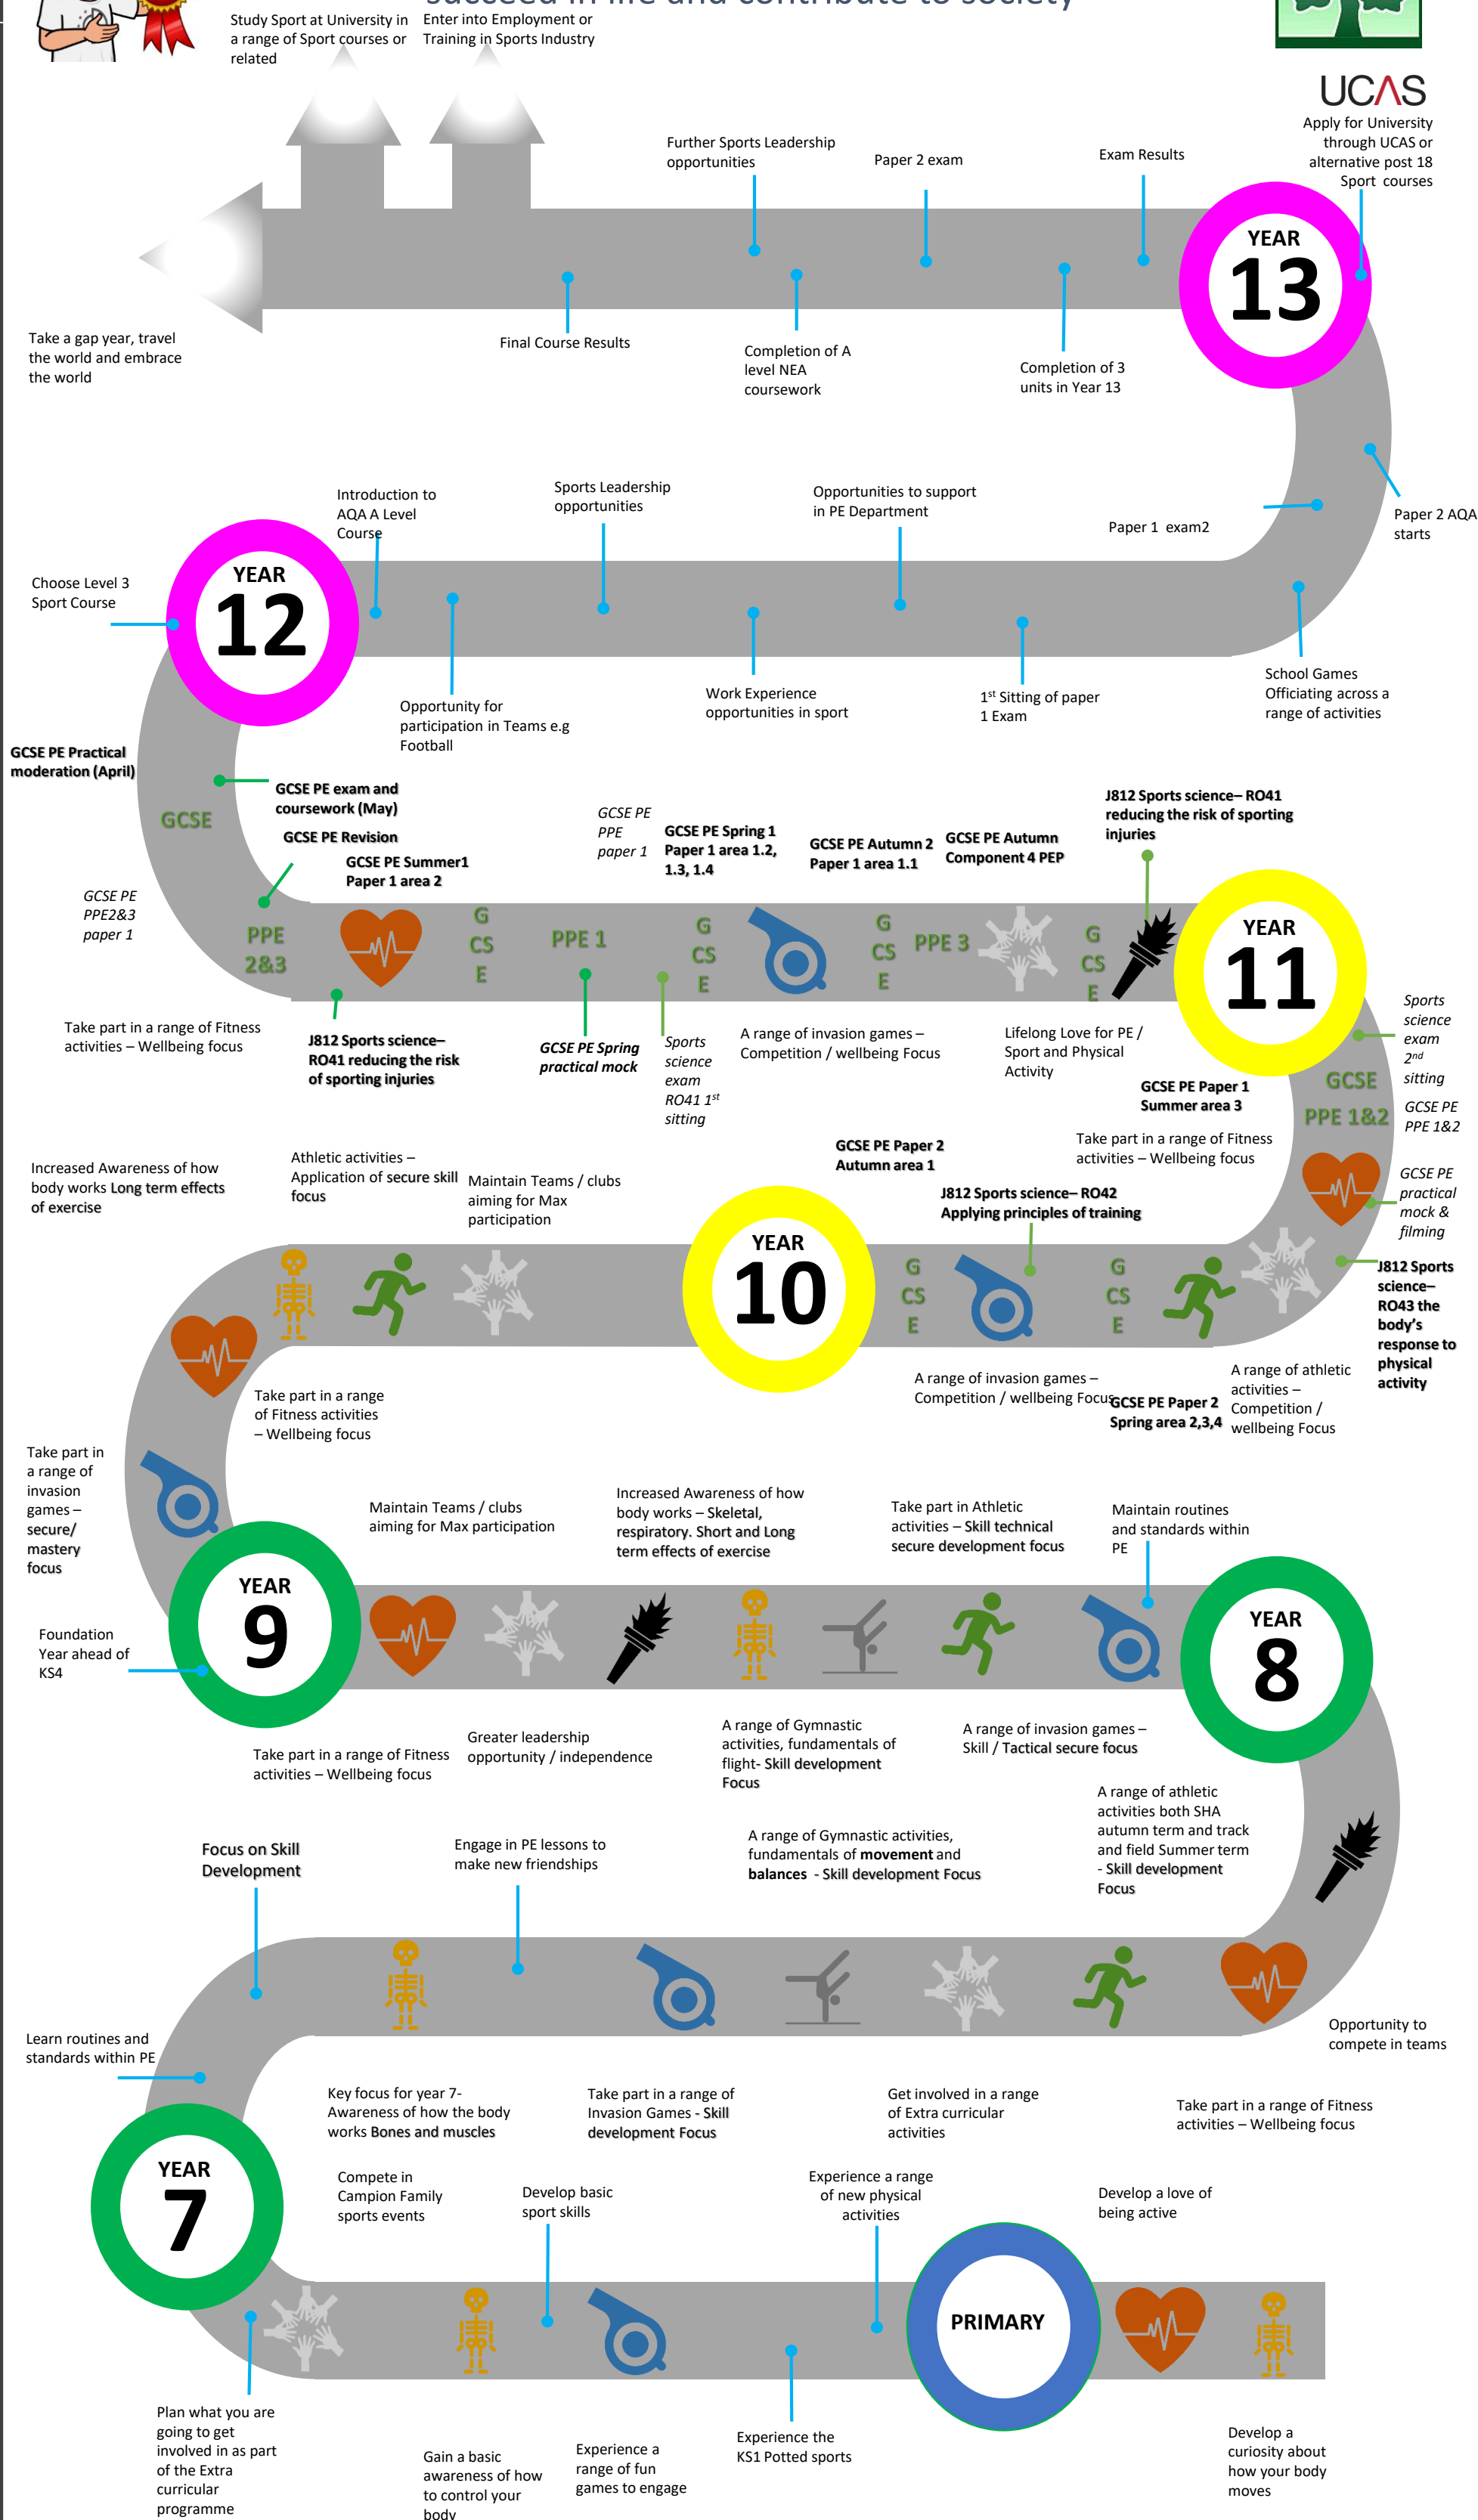 succeed in life and contribute to society
Study Sport at University in
a range of Sport courses or
related
Enter into Employment or
Training in Sports Industry
UCAS
Apply for University
through UCAS or
alternative post 18
Sport courses
Further Sports Leadership
opportunities
Paper 2 exam
Exam Results
YEAR
13
Take a gap year, travel
the world and embrace
the world
Final Course Results
Completion of A
level NEA
coursework
Completion of 3
units in Year 13
Introduction to
AQA A Level
Course
Sports Leadership
opportunities
Opportunities to support
in PE Department
Paper 1 exam2
Paper 2 AQA
starts
Choose Level 3
Sport Course
YEAR
12
Opportunity for
participation in Teams e.g
Football
Work Experience
opportunities in sport
1st Sitting of paper
1 Exam
School Games
Officiating across a
range of activities
GCSE PE Practical
moderation (April)
GCSE PE exam and
coursework (May)
GCSE
GCSE PE Revision
GCSE PE Summer1
Paper 1 area 2
GCSE PE
PPE
paper 1
GCSE PE Spring 1
Paper 1 area 1.2,
1.3, 1.4
GCSE PE Autumn 2
Paper 1 area 1.1
GCSE PE Autumn
Component 4 PEP
J812 Sports science– RO41
reducing the risk of sporting
injuries
GCSE PE
PPE2&3
paper 1
PPE
2&3
G
CS
E
PPE 1
G
CS
E
G
CS
E
PPE 3
G
CS
E
YEAR
11
Take part in a range of Fitness
activities – Wellbeing focus
J812 Sports science–
RO41 reducing the risk
of sporting injuries
GCSE PE Spring
practical mock
Sports
science
exam
RO41 1st
sitting
A range of invasion games –
Competition / wellbeing Focus
Lifelong Love for PE /
Sport and Physical
Activity
Sports
science
exam
2nd
sitting
GCSE
PPE 1&2
GCSE PE
PPE 1&2
GCSE PE Paper 1
Summer area 3
Take part in a range of Fitness
activities – Wellbeing focus
GCSE PE
practical
mock &
filming
Increased Awareness of how
body works Long term effects
of exercise
Athletic activities –
Application of secure skill
focus
Maintain Teams / clubs
aiming for Max
participation
GCSE PE Paper 2
Autumn area 1
J812 Sports science– RO42
Applying principles of training
YEAR
10
G
CS
E
G
CS
E
J812 Sports
science–
RO43 the
body's
response to
physical
activity
Take part in a range
of Fitness activities
– Wellbeing focus
A range of invasion games –
Competition / wellbeing Focus
GCSE PE Paper 2
Spring area 2,3,4
A range of athletic
activities –
Competition /
wellbeing Focus
Take part in
a range of
invasion
games –
secure/
mastery
focus
Maintain Teams / clubs
aiming for Max participation
Increased Awareness of how
body works – Skeletal,
respiratory. Short and Long
term effects of exercise
Take part in Athletic
activities – Skill technical
secure development focus
Maintain routines
and standards within
PE
YEAR
9
YEAR
8
Foundation
Year ahead of
KS4
Take part in a range of Fitness
activities – Wellbeing focus
Greater leadership
opportunity / independence
A range of Gymnastic
activities, fundamentals of
flight- Skill development
Focus
A range of invasion games –
Skill / Tactical secure focus
A range of athletic
activities both SHA
autumn term and track
and field Summer term
- Skill development
Focus
Focus on Skill
Development
Engage in PE lessons to
make new friendships
A range of Gymnastic activities,
fundamentals of movement and
balances - Skill development Focus
Learn routines and
standards within PE
Opportunity to
compete in teams
Key focus for year 7-
Awareness of how the body
works Bones and muscles
Take part in a range of
Invasion Games - Skill
development Focus
Get involved in a range
of Extra curricular
activities
Take part in a range of Fitness
activities – Wellbeing focus
YEAR
7
Compete in
Campion Family
sports events
Develop basic
sport skills
Experience a range
of new physical
activities
Develop a love of
being active
PRIMARY
Plan what you are
going to get
involved in as part
of the Extra
curricular
programme
Gain a basic
awareness of how
to control your
body
Experience a
range of fun
games to engage
Experience the
KS1 Potted sports
Develop a
curiosity about
how your body
moves